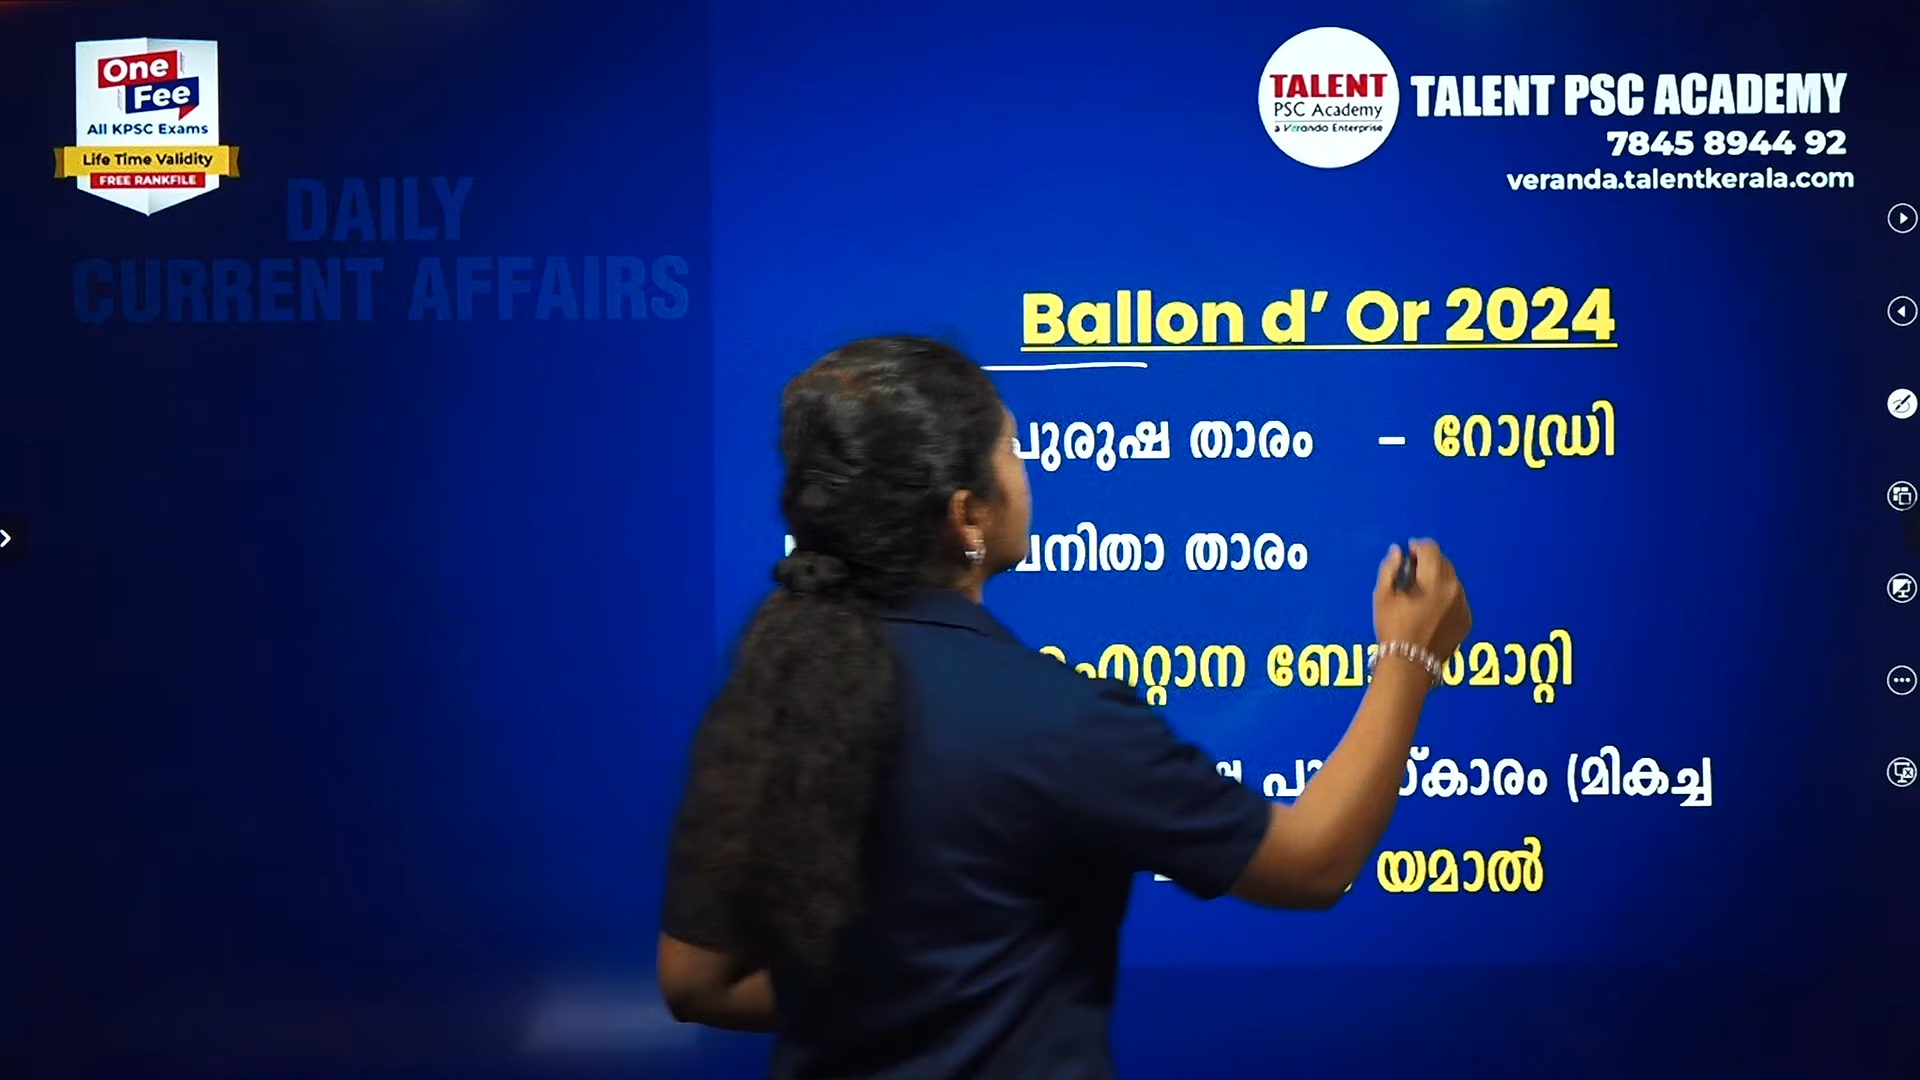 One
Fee
All KPSC Exams
Life Time Validity
FREE RANKFILE
TALENT
PSC Academy
a Veranda Enterprise
TALENT PSC ACADEMY
7845 8944 92
veranda.talentkerala.com
DAILY
CURRENT AFFAIRS
Ballon d’ Or 2024
പുരുഷ താരം – റോഡ്രി
വനിതാ താരം
പുരസ്കാരം (മികച്ച
യമാൽ